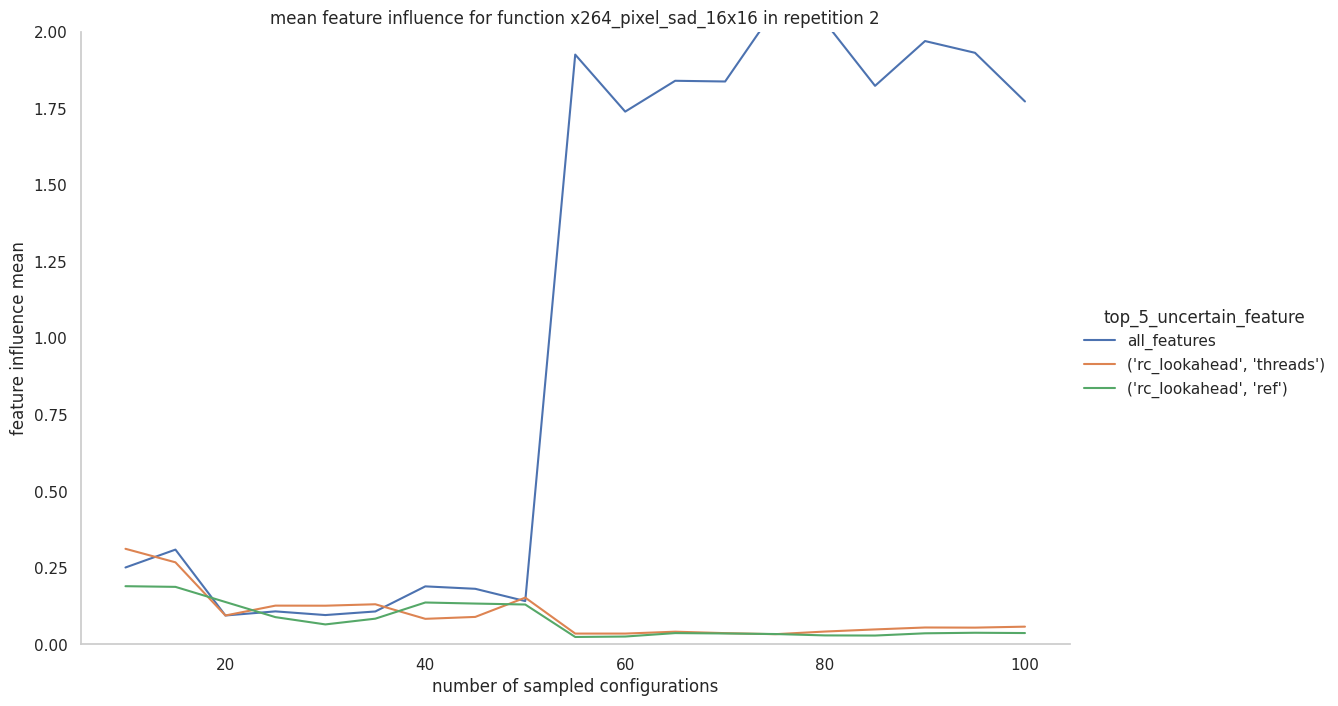 mean feature influence for function x264_pixel_sad_16x16 in repetition 2
2.00
1.75
1.50
1.25
1.00
0.75
0.50
0.25
0.00
feature influence mean
20
40
60
80
100
number of sampled configurations
top_5_uncertain_feature
all_features
('rc_lookahead', 'threads')
('rc_lookahead', 'ref')